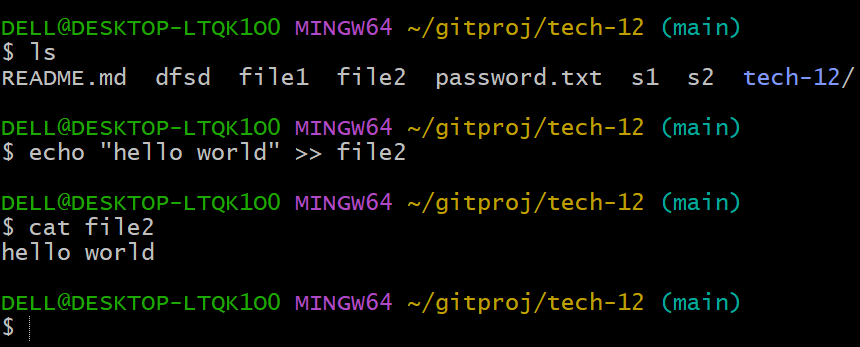 DELL@DESKTOP-LTQK1O0 MINGW64 ~/gitproj/tech-12 (main)
$ ls
README.md  dfsd  file1  file2  password.txt  s1  s2  tech-12/
DELL@DESKTOP-LTQK1O0 MINGW64 ~/gitproj/tech-12 (main)
$ echo "hello world" >> file2
DELL@DESKTOP-LTQK1O0 MINGW64 ~/gitproj/tech-12 (main)
$ cat file2
hello world
DELL@DESKTOP-LTQK1O0 MINGW64 ~/gitproj/tech-12 (main)
$